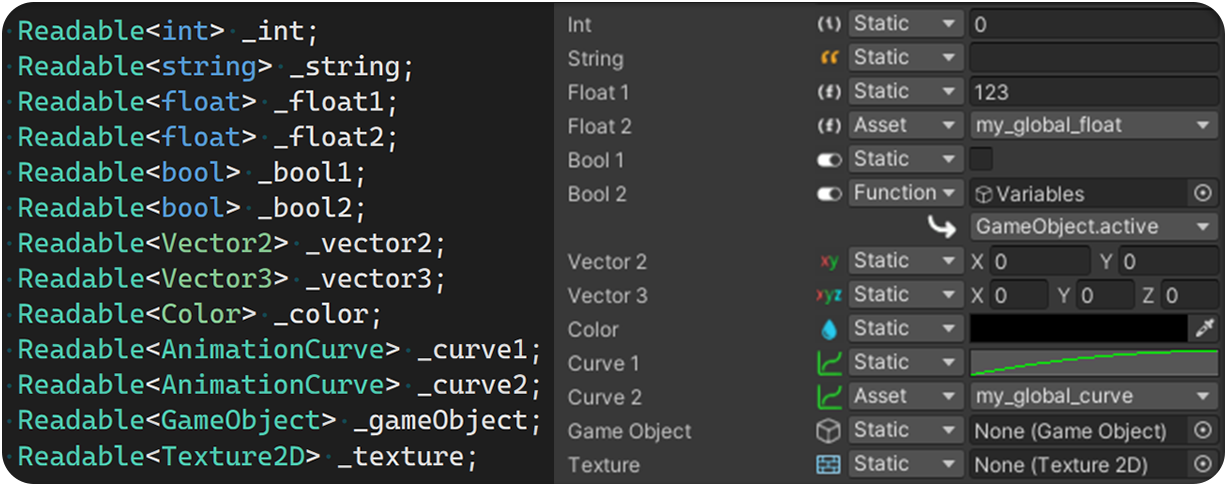 Readable<int> _int;
Readable<string> _string;
Readable<float> _float1;
Readable<float> _float2;
Readable<bool> _bool1;
Readable<bool> _bool2;
Readable<Vector2> _vector2;
Readable<Vector3> _vector3;
Readable<Color> _color;
Readable<AnimationCurve> _curve1;
Readable<AnimationCurve> _curve2;
Readable<GameObject> _gameObject;
Readable<Texture2D> _texture;
Int (i) Static 0
String Static
Float 1 (f) Static 123
Float 2 (f) Asset my_global_float
Bool 1 Static
Bool 2 Function Variables
GameObject.active
Vector 2 xy Static X 0 Y 0
Vector 3 xyz Static X 0 Y 0 Z 0
Color Static
Curve 1 Static
Curve 2 Asset my_global_curve
Game Object Static None (Game Object)
Texture Static None (Texture 2D)